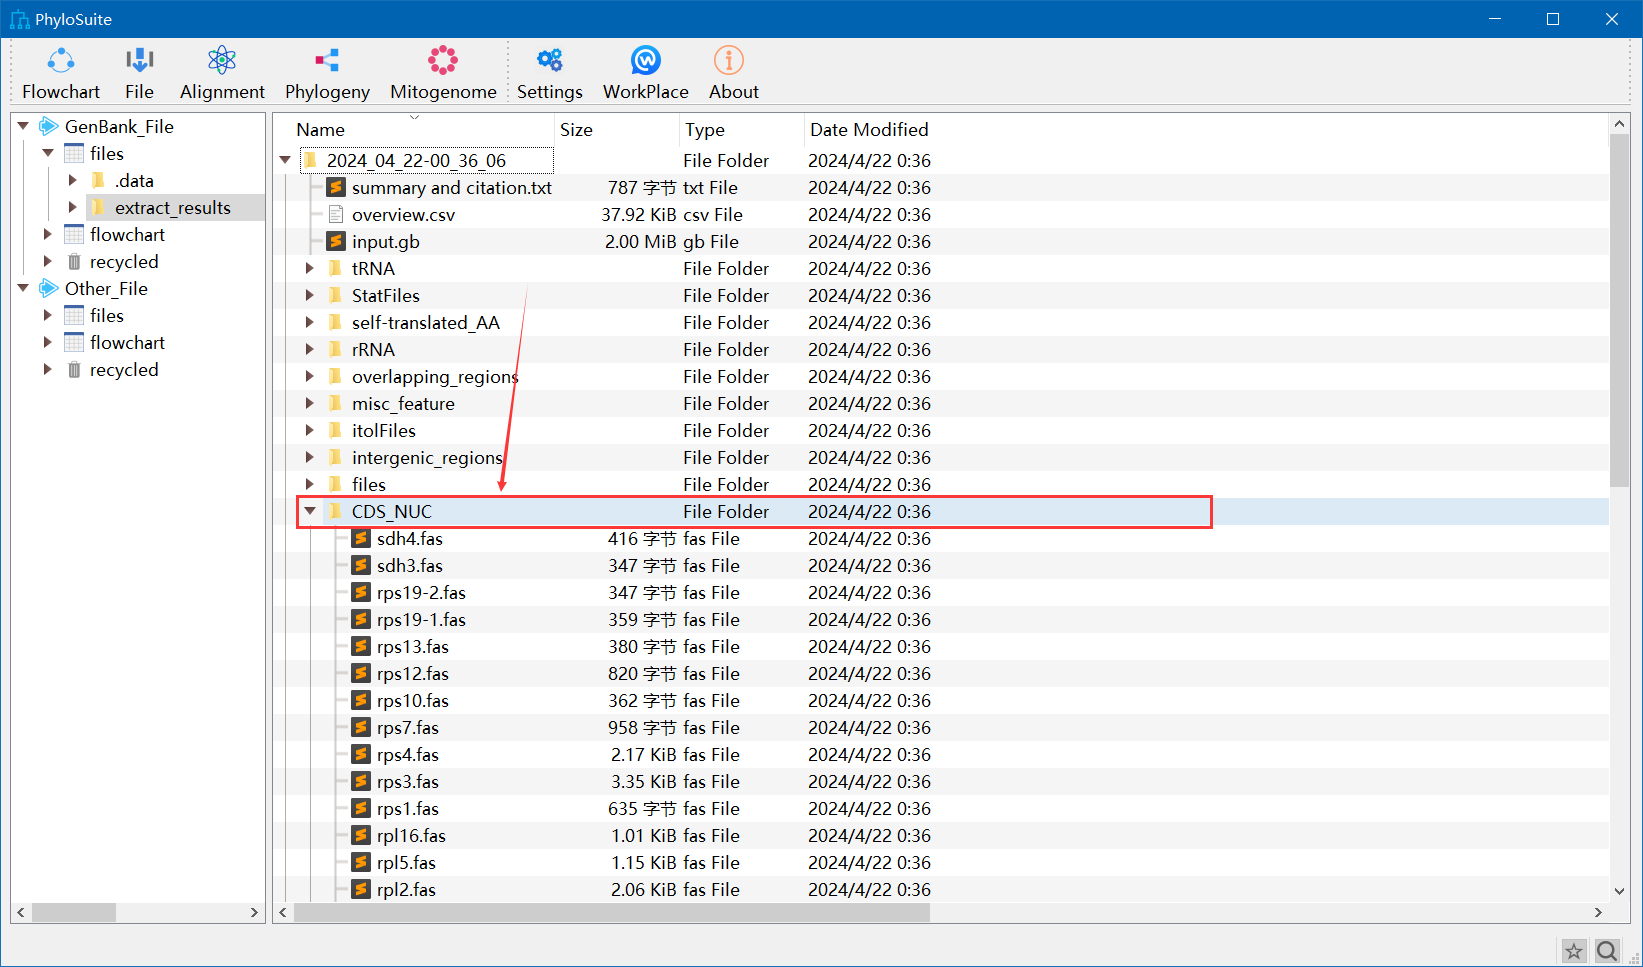 PhyloSuite
Flowchart File Alignment Phylogeny Mitogenome Settings WorkPlace About
GenBank_File
files
.data
extract_results
flowchart
recycled
Other_File
files
flowchart
recycled
Name Size Type Date Modified
2024_04_22-00_36_06 File Folder 2024/4/22 0:36
summary and citation.txt 787 字节 txt File 2024/4/22 0:36
overview.csv 37.92 KiB csv File 2024/4/22 0:36
input.gb 2.00 MiB gb File 2024/4/22 0:36
tRNA File Folder 2024/4/22 0:36
StatFiles File Folder 2024/4/22 0:36
self-translated_AA File Folder 2024/4/22 0:36
rRNA File Folder 2024/4/22 0:36
overlapping_regions File Folder 2024/4/22 0:36
misc_feature File Folder 2024/4/22 0:36
itolFiles File Folder 2024/4/22 0:36
intergenic_regions File Folder 2024/4/22 0:36
files File Folder 2024/4/22 0:36
CDS_NUC File Folder 2024/4/22 0:36
sdh4.fas 416 字节 fas File 2024/4/22 0:36
sdh3.fas 347 字节 fas File 2024/4/22 0:36
rps19-2.fas 347 字节 fas File 2024/4/22 0:36
rps19-1.fas 359 字节 fas File 2024/4/22 0:36
rps13.fas 380 字节 fas File 2024/4/22 0:36
rps12.fas 820 字节 fas File 2024/4/22 0:36
rps10.fas 362 字节 fas File 2024/4/22 0:36
rps7.fas 958 字节 fas File 2024/4/22 0:36
rps4.fas 2.17 KiB fas File 2024/4/22 0:36
rps3.fas 3.35 KiB fas File 2024/4/22 0:36
rps1.fas 635 字节 fas File 2024/4/22 0:36
rpl16.fas 1.01 KiB fas File 2024/4/22 0:36
rpl5.fas 1.15 KiB fas File 2024/4/22 0:36
rpl2.fas 2.06 KiB fas File 2024/4/22 0:36